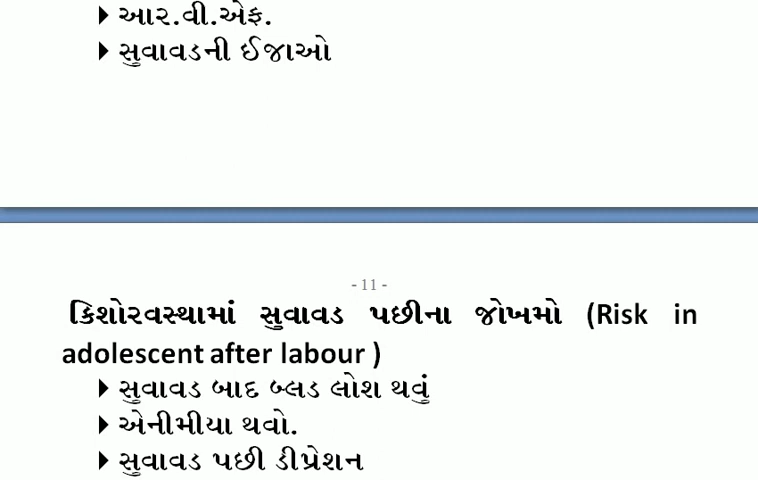 આર.વી.એફ.
સુવાવડની ઈજાઓ
- 11 -
કિશોરવસ્થામાં સુવાવડ પછીના જોખમો (Risk in
adolescent after labour )
સુવાવડ બાદ બ્લડ લોશ થવું
એનીમીયા થવો.
સુવાવડ પછી ડીપ્રેશન